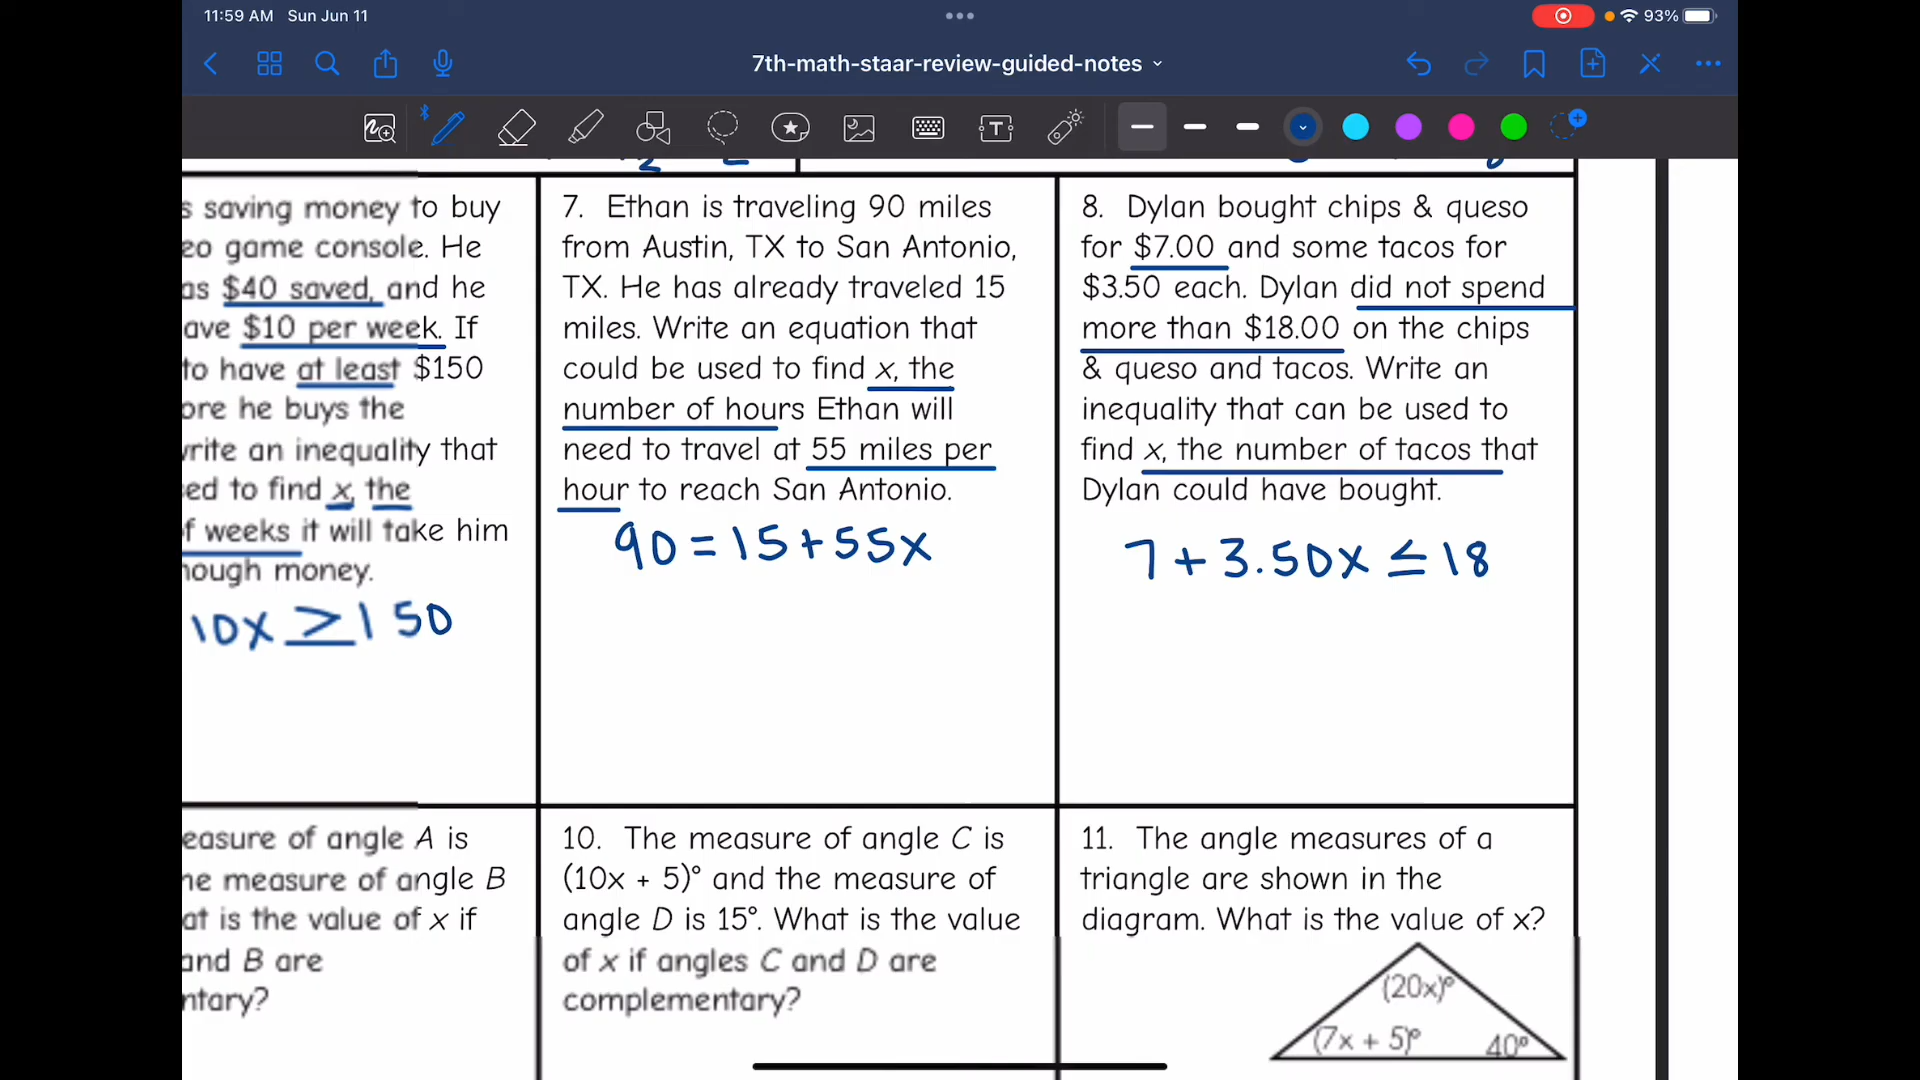 11:59 AM Sun Jun 11
93%
7th-math-staar-review-guided-notes
s saving money to buy
eo game console. He
as $40 saved, and he
ave $10 per week. If
to have at least $150
ore he buys the
write an inequality that
ed to find x, the
f weeks it will take him
nough money.
10x ≥ 150
7. Ethan is traveling 90 miles
from Austin, TX to San Antonio,
TX. He has already traveled 15
miles. Write an equation that
could be used to find x, the
number of hours Ethan will
need to travel at 55 miles per
hour to reach San Antonio.
90 = 15 + 55x
8. Dylan bought chips & queso
for $7.00 and some tacos for
$3.50 each. Dylan did not spend
more than $18.00 on the chips
& queso and tacos. Write an
inequality that can be used to
find x, the number of tacos that
Dylan could have bought.
7 + 3.50x ≤ 18
easure of angle A is
he measure of angle B
at is the value of x if
and B are
ntary?
10. The measure of angle C is
(10x + 5)° and the measure of
angle D is 15°. What is the value
of x if angles C and D are
complementary?
11. The angle measures of a
triangle are shown in the
diagram. What is the value of x?
(20x)°
(7x + 5)°
40°